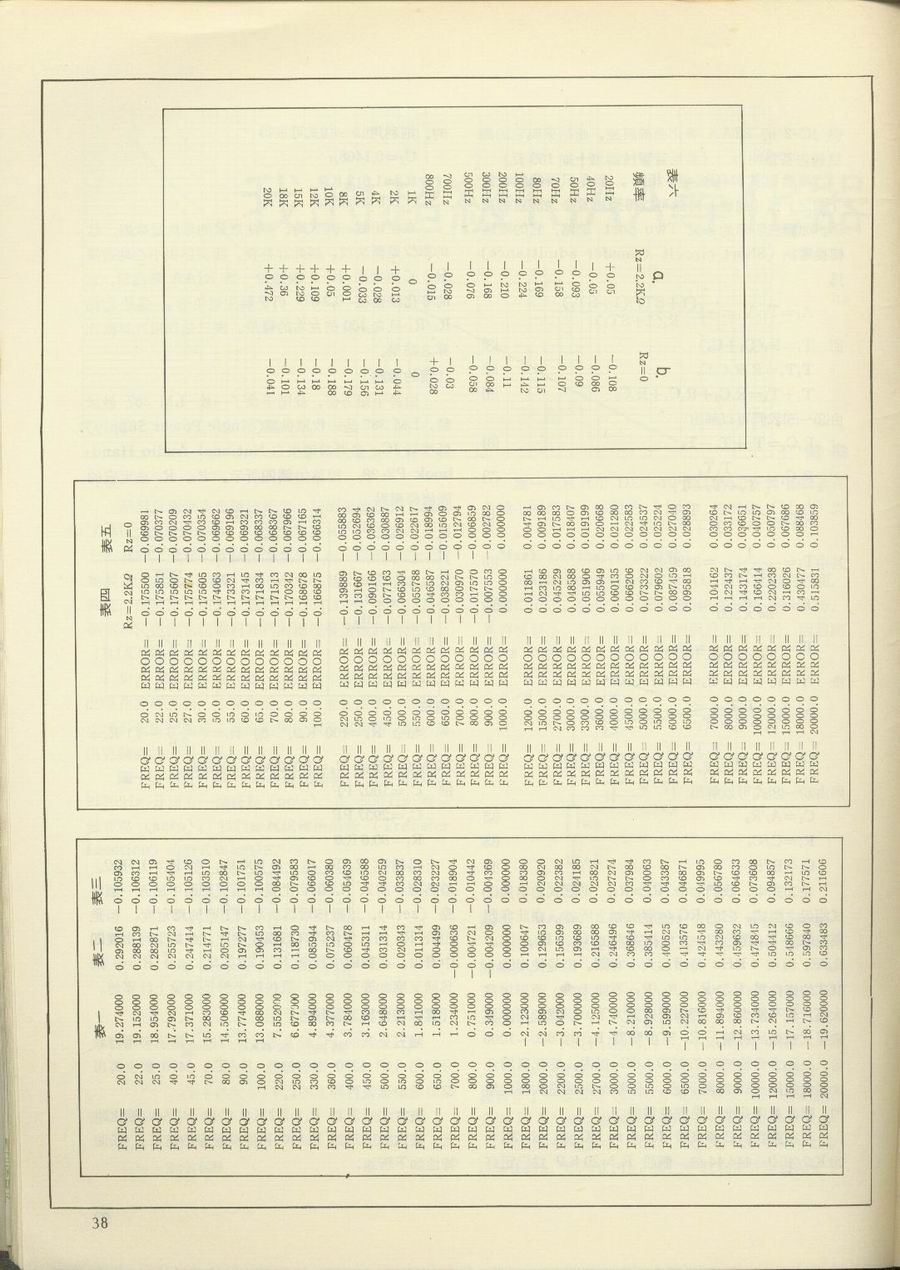 表六
a. b.
頻率 Rz=2.2KΩ Rz=0
20Hz +0.05 −0.108
40Hz −0.05 −0.086
50Hz −0.093 −0.09
70Hz −0.158 −0.107
80Hz −0.169 −0.115
100Hz −0.224 −0.142
200Hz −0.210 −0.11
300Hz −0.168 −0.084
500Hz −0.076 −0.058
700Hz −0.028 −0.03
800Hz −0.015 +0.028
1K 0 0
2K +0.013 −0.044
4K −0.028 −0.131
5K −0.033 −0.156
8K +0.001 −0.179
10K +0.05 −0.188
12K +0.109 −0.18
15K +0.229 −0.134
18K +0.36 −0.101
20K +0.472 −0.041
表四 表五
Rz=2.2KΩ Rz=0
FREQ= 20.0 ERROR= −0.175500 −0.069981
FREQ= 22.0 ERROR= −0.175851 −0.070377
FREQ= 25.0 ERROR= −0.175607 −0.070209
FREQ= 27.0 ERROR= −0.175774 −0.070432
FREQ= 30.0 ERROR= −0.175605 −0.070354
FREQ= 50.0 ERROR= −0.174063 −0.069662
FREQ= 55.0 ERROR= −0.173321 −0.069196
FREQ= 60.0 ERROR= −0.173145 −0.069321
FREQ= 65.0 ERROR= −0.171834 −0.068337
FREQ= 70.0 ERROR= −0.171513 −0.068367
FREQ= 80.0 ERROR= −0.170342 −0.067966
FREQ= 90.0 ERROR= −0.168678 −0.067165
FREQ= 100.0 ERROR= −0.166875 −0.066314
FREQ= 220.0 ERROR= −0.139889 −0.055883
FREQ= 250.0 ERROR= −0.131667 −0.052694
FREQ= 400.0 ERROR= −0.090166 −0.036362
FREQ= 450.0 ERROR= −0.077163 −0.030887
FREQ= 500.0 ERROR= −0.066304 −0.026912
FREQ= 550.0 ERROR= −0.055788 −0.022617
FREQ= 600.0 ERROR= −0.046587 −0.018994
FREQ= 650.0 ERROR= −0.038221 −0.015609
FREQ= 700.0 ERROR= −0.030970 −0.012794
FREQ= 800.0 ERROR= −0.017570 −0.006859
FREQ= 900.0 ERROR= −0.007553 −0.002782
FREQ= 1000.0 ERROR= 0.000000 0.000000
FREQ= 1200.0 ERROR= 0.011861 0.004781
FREQ= 1500.0 ERROR= 0.023186 0.009189
FREQ= 2700.0 ERROR= 0.045229 0.017583
FREQ= 3000.0 ERROR= 0.048588 0.018407
FREQ= 3300.0 ERROR= 0.051906 0.019199
FREQ= 3600.0 ERROR= 0.055949 0.020668
FREQ= 4000.0 ERROR= 0.060135 0.021280
FREQ= 4500.0 ERROR= 0.066206 0.022583
FREQ= 5000.0 ERROR= 0.073322 0.024537
FREQ= 5500.0 ERROR= 0.079602 0.025224
FREQ= 6000.0 ERROR= 0.087459 0.027040
FREQ= 6500.0 ERROR= 0.095818 0.028893
FREQ= 7000.0 ERROR= 0.104162 0.030264
FREQ= 8000.0 ERROR= 0.122437 0.033172
FREQ= 9000.0 ERROR= 0.143174 0.036651
FREQ= 10000.0 ERROR= 0.166414 0.040757
FREQ= 12000.0 ERROR= 0.220238 0.050797
FREQ= 15000.0 ERROR= 0.316026 0.067686
FREQ= 18000.0 ERROR= 0.430477 0.088468
FREQ= 20000.0 ERROR= 0.515831 0.103859
表一 表二 表三
FREQ= 20.0 19.274000 0.292016 −0.105932
FREQ= 22.0 19.152000 0.288139 −0.106312
FREQ= 25.0 18.954000 0.282871 −0.106119
FREQ= 40.0 17.792000 0.255723 −0.105404
FREQ= 45.0 17.371000 0.247414 −0.105126
FREQ= 70.0 15.283000 0.214771 −0.103510
FREQ= 80.0 14.506000 0.205147 −0.102847
FREQ= 90.0 13.774000 0.197277 −0.101751
FREQ= 100.0 13.088000 0.190453 −0.100575
FREQ= 220.0 7.552000 0.131681 −0.084492
FREQ= 250.0 6.677000 0.118730 −0.079583
FREQ= 330.0 4.894000 0.085944 −0.066017
FREQ= 360.0 4.377000 0.075237 −0.060380
FREQ= 400.0 3.784000 0.060478 −0.054639
FREQ= 450.0 3.163000 0.045311 −0.046588
FREQ= 500.0 2.648000 0.031314 −0.040259
FREQ= 550.0 2.213000 0.020343 −0.033837
FREQ= 600.0 1.841000 0.011314 −0.028310
FREQ= 650.0 1.518000 0.004499 −0.023227
FREQ= 700.0 1.234000 −0.000636 −0.018904
FREQ= 800.0 0.751000 −0.004721 −0.010442
FREQ= 900.0 0.349000 −0.004209 −0.004369
FREQ= 1000.0 0.000000 0.000000 0.000000
FREQ= 1800.0 −2.123000 0.100647 0.018380
FREQ= 2000.0 −2.589000 0.129653 0.020920
FREQ= 2200.0 −3.042000 0.156599 0.022382
FREQ= 2500.0 −3.700000 0.193689 0.024185
FREQ= 2700.0 −4.125000 0.216588 0.025821
FREQ= 3000.0 −4.740000 0.246496 0.027274
FREQ= 5000.0 −8.210000 0.368646 0.037984
FREQ= 5500.0 −8.928000 0.385414 0.040063
FREQ= 6000.0 −9.599000 0.400525 0.043387
FREQ= 6500.0 −10.227000 0.413576 0.046871
FREQ= 7000.0 −10.816000 0.424548 0.049995
FREQ= 8000.0 −11.894000 0.443280 0.056780
FREQ= 9000.0 −12.860000 0.459632 0.064633
FREQ= 10000.0 −13.734000 0.474845 0.073608
FREQ= 12000.0 −15.264000 0.504412 0.094857
FREQ= 15000.0 −17.157000 0.548666 0.132173
FREQ= 18000.0 −18.716000 0.597840 0.177571
FREQ= 20000.0 −19.620000 0.633483 0.211606
38